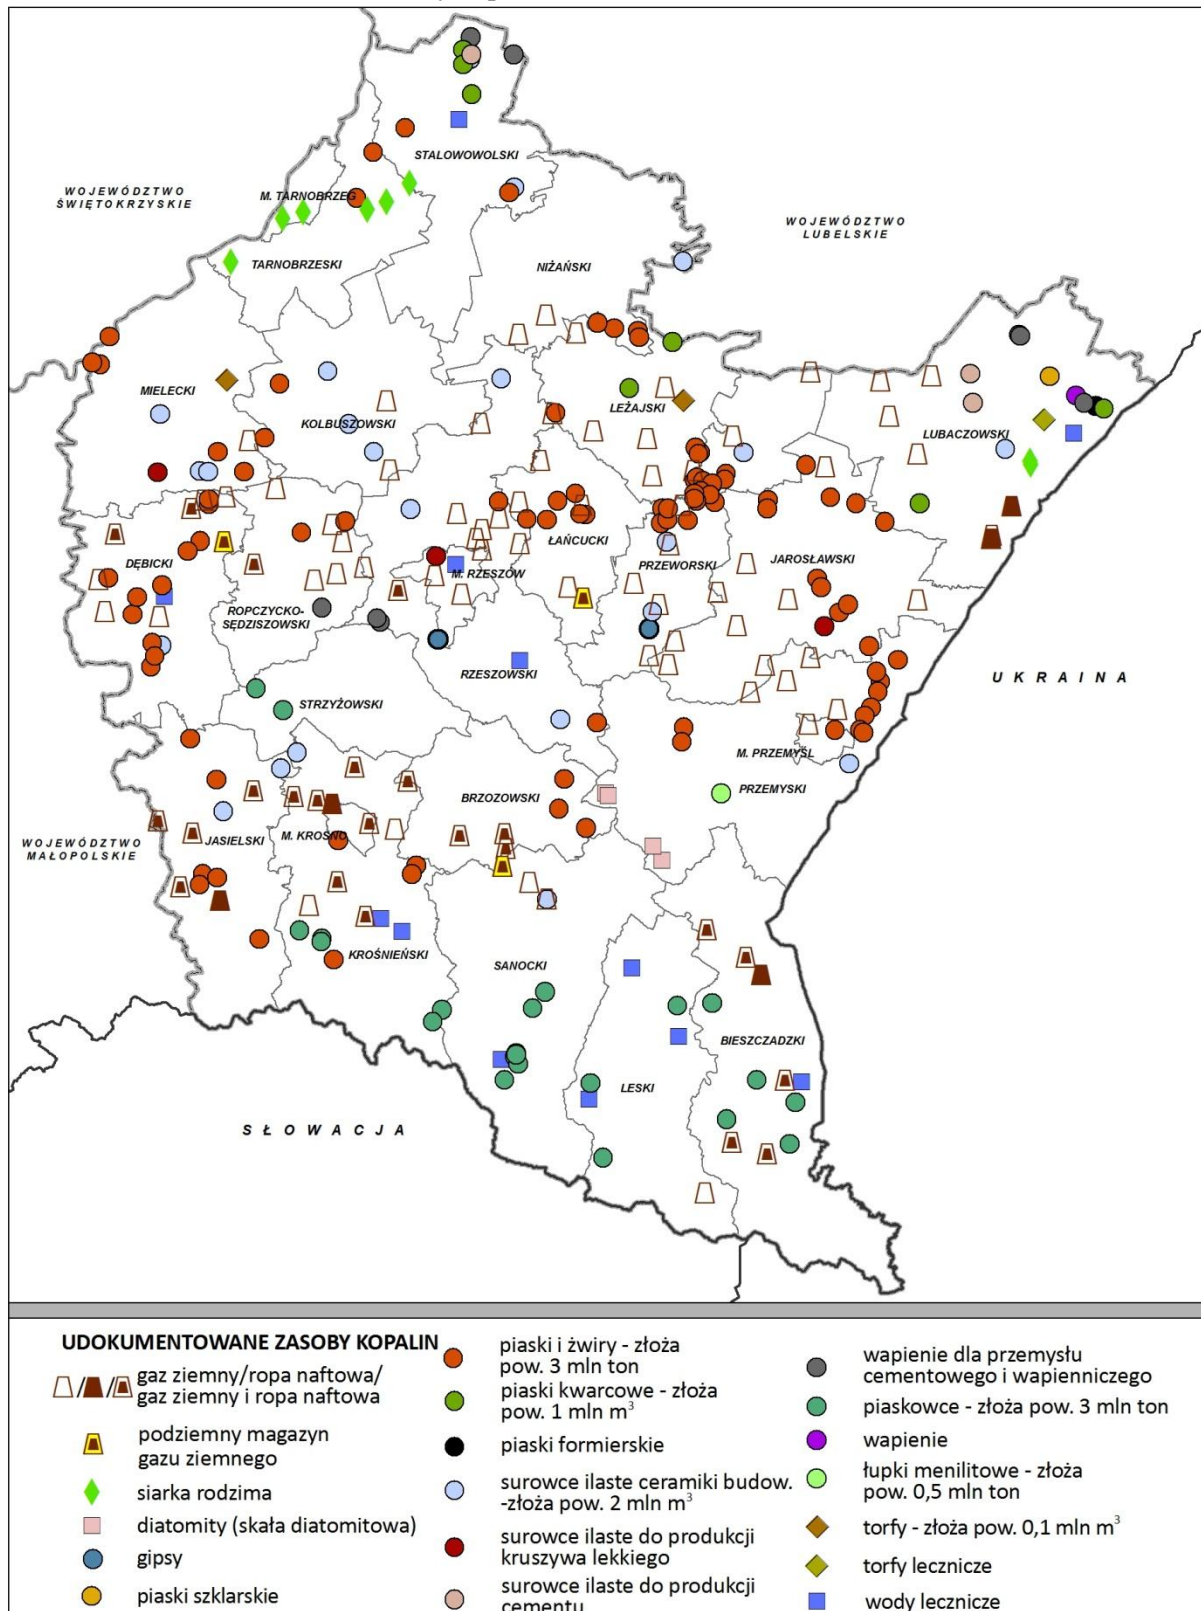 STALOWOWOLSKI
WOJEWÓDZTWO
ŚWIĘTOKRZYSKIE
M. TARNOBRZEG
WOJEWÓDZTWO
LUBELSKIE
TARNOBRZESKI
NIŻAŃSKI
MIELECKI
KOLBUSZOWSKI
LEŻAJSKI
LUBACZOWSKI
ŁAŃCUCKI
DĘBICKI
M. RZESZÓW
PRZEWORSKI
JAROSŁAWSKI
ROPCZYCKO-
SĘDZISZOWSKI
RZESZOWSKI
UKRAINA
STRZYŻOWSKI
M. PRZEMYŚL
BRZOZOWSKI
PRZEMYSKI
WOJEWÓDZTWO
MAŁOPOLSKIE
JASIELSKI
M. KROSNO
KROŚNIEŃSKI
SANOCKI
BIESZCZADZKI
LESKI
SŁOWACJA
UDOKUMENTOWANE ZASOBY KOPALIN
gaz ziemny/ropa naftowa/
gaz ziemny i ropa naftowa
podziemny magazyn
gazu ziemnego
siarka rodzima
diatomity (skała diatomitowa)
gipsy
piaski szklarskie
piaski i żwiry - złoża
pow. 3 mln ton
piaski kwarcowe - złoża
pow. 1 mln m³
piaski formierskie
surowce ilaste ceramiki budow.
-złoża pow. 2 mln m³
surowce ilaste do produkcji
kruszywa lekkiego
surowce ilaste do produkcji
cementu
wapienie dla przemysłu
cementowego i wapienniczego
piaskowce - złoża pow. 3 mln ton
wapienie
łupki menilitowe - złoża
pow. 0,5 mln ton
torfy - złoża pow. 0,1 mln m³
torfy lecznicze
wody lecznicze